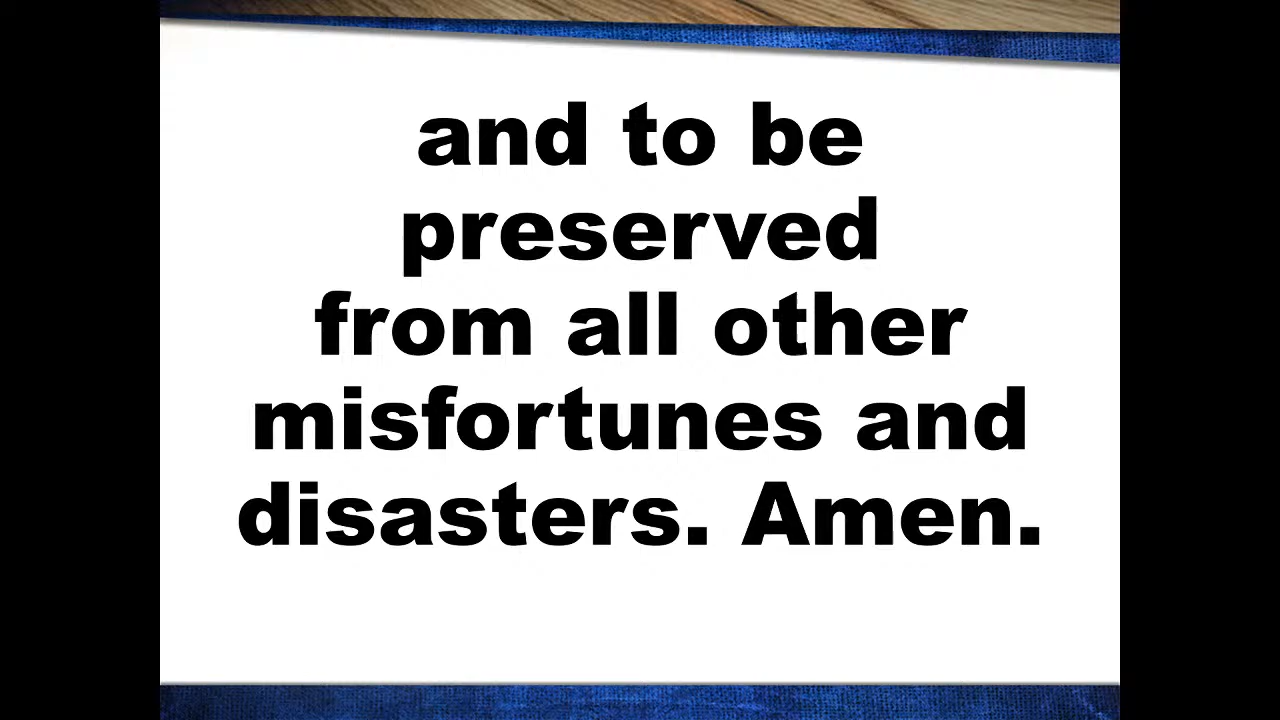 and to be
preserved
from all other
misfortunes and
disasters. Amen.